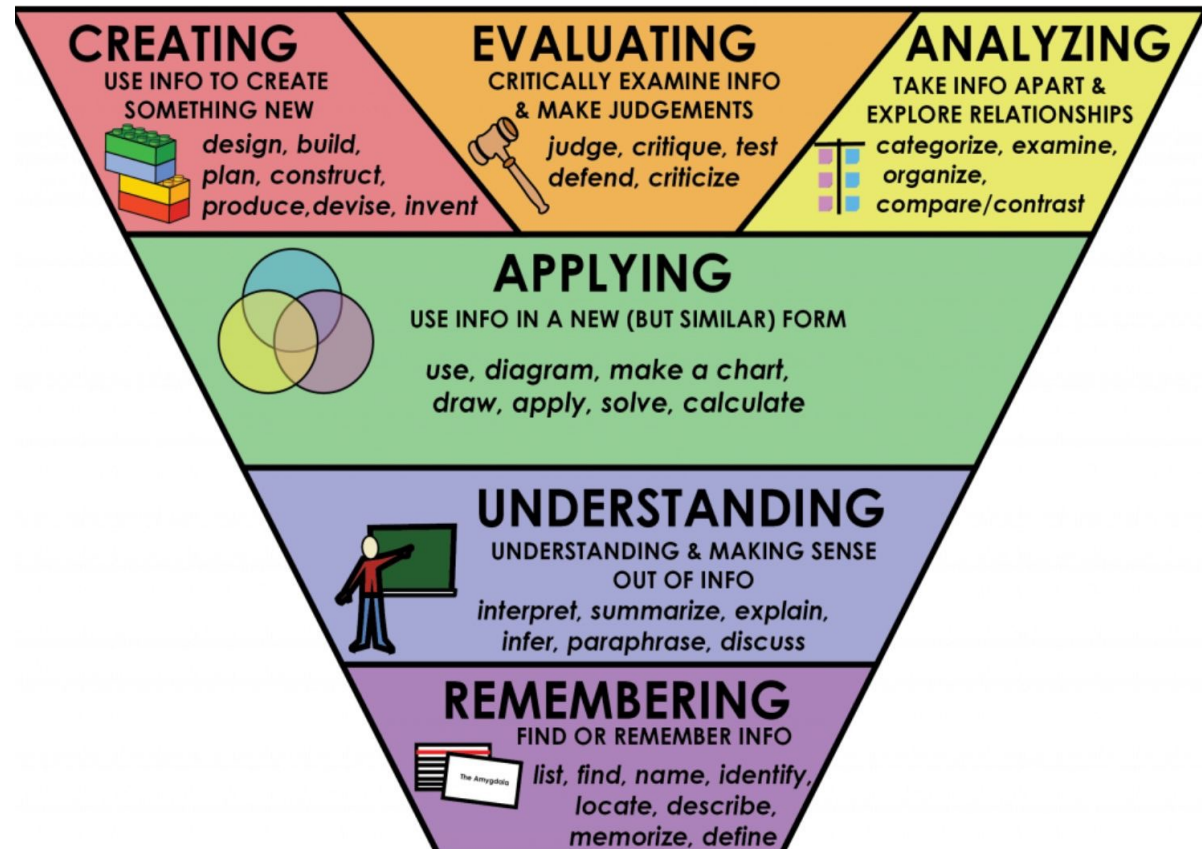 CREATING
USE INFO TO CREATE
SOMETHING NEW
design, build,
plan, construct,
produce,devise, invent
EVALUATING
CRITICALLY EXAMINE INFO
& MAKE JUDGEMENTS
judge, critique, test
defend, criticize
ANALYZING
TAKE INFO APART &
EXPLORE RELATIONSHIPS
categorize, examine,
organize,
compare/contrast
APPLYING
USE INFO IN A NEW (BUT SIMILAR) FORM
use, diagram, make a chart,
draw, apply, solve, calculate
UNDERSTANDING
UNDERSTANDING & MAKING SENSE
OUT OF INFO
interpret, summarize, explain,
infer, paraphrase, discuss
REMEMBERING
FIND OR REMEMBER INFO
The Amygdala
list, find, name, identify,
locate, describe,
memorize, define